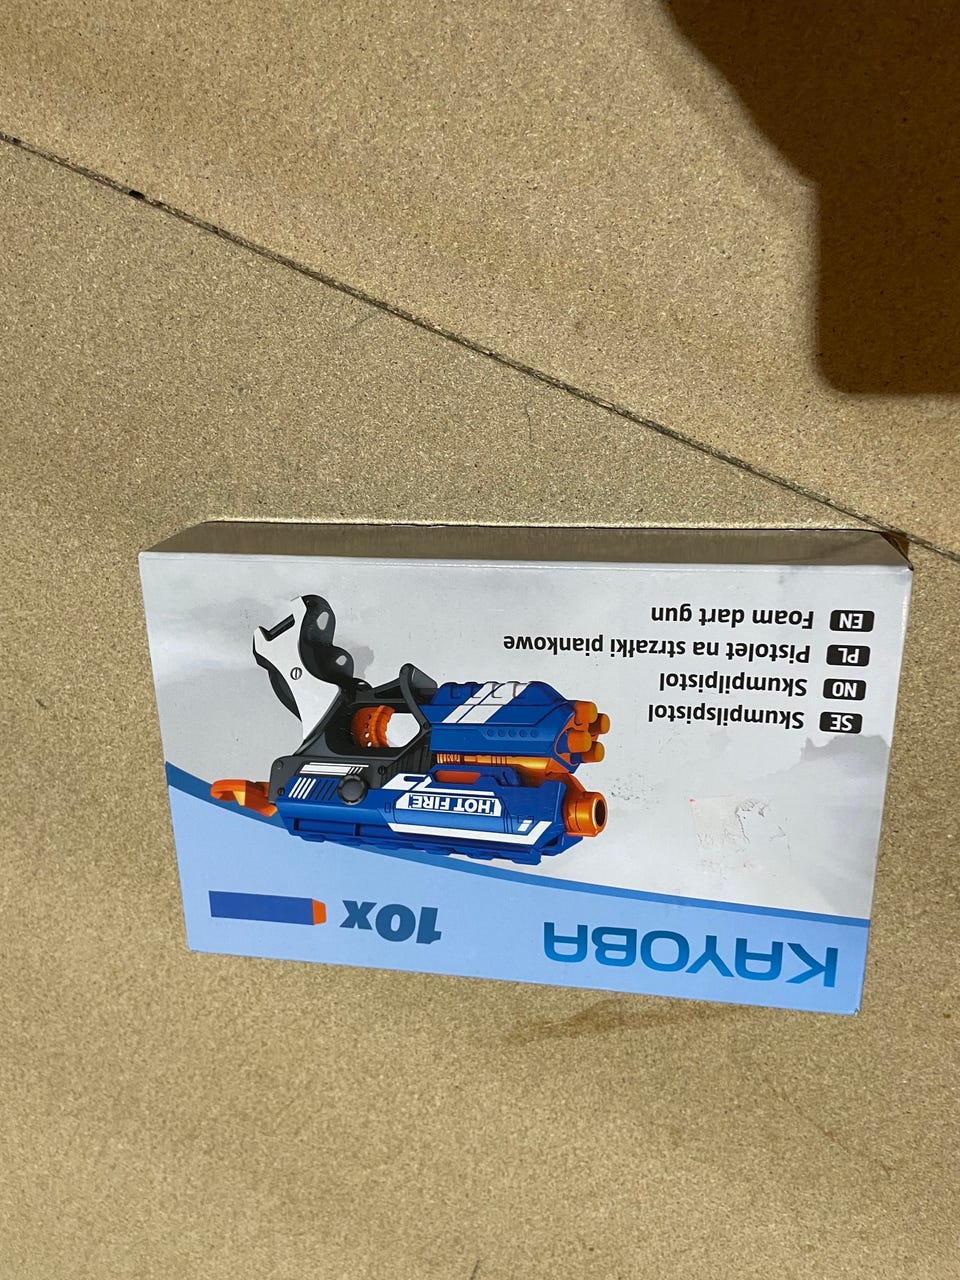 KAYOBA
10x
HOT FIRE
SE Skumpilspistol
NO Skumpilpistol
PL Pistolet na strzałki piankowe
EN Foam dart gun